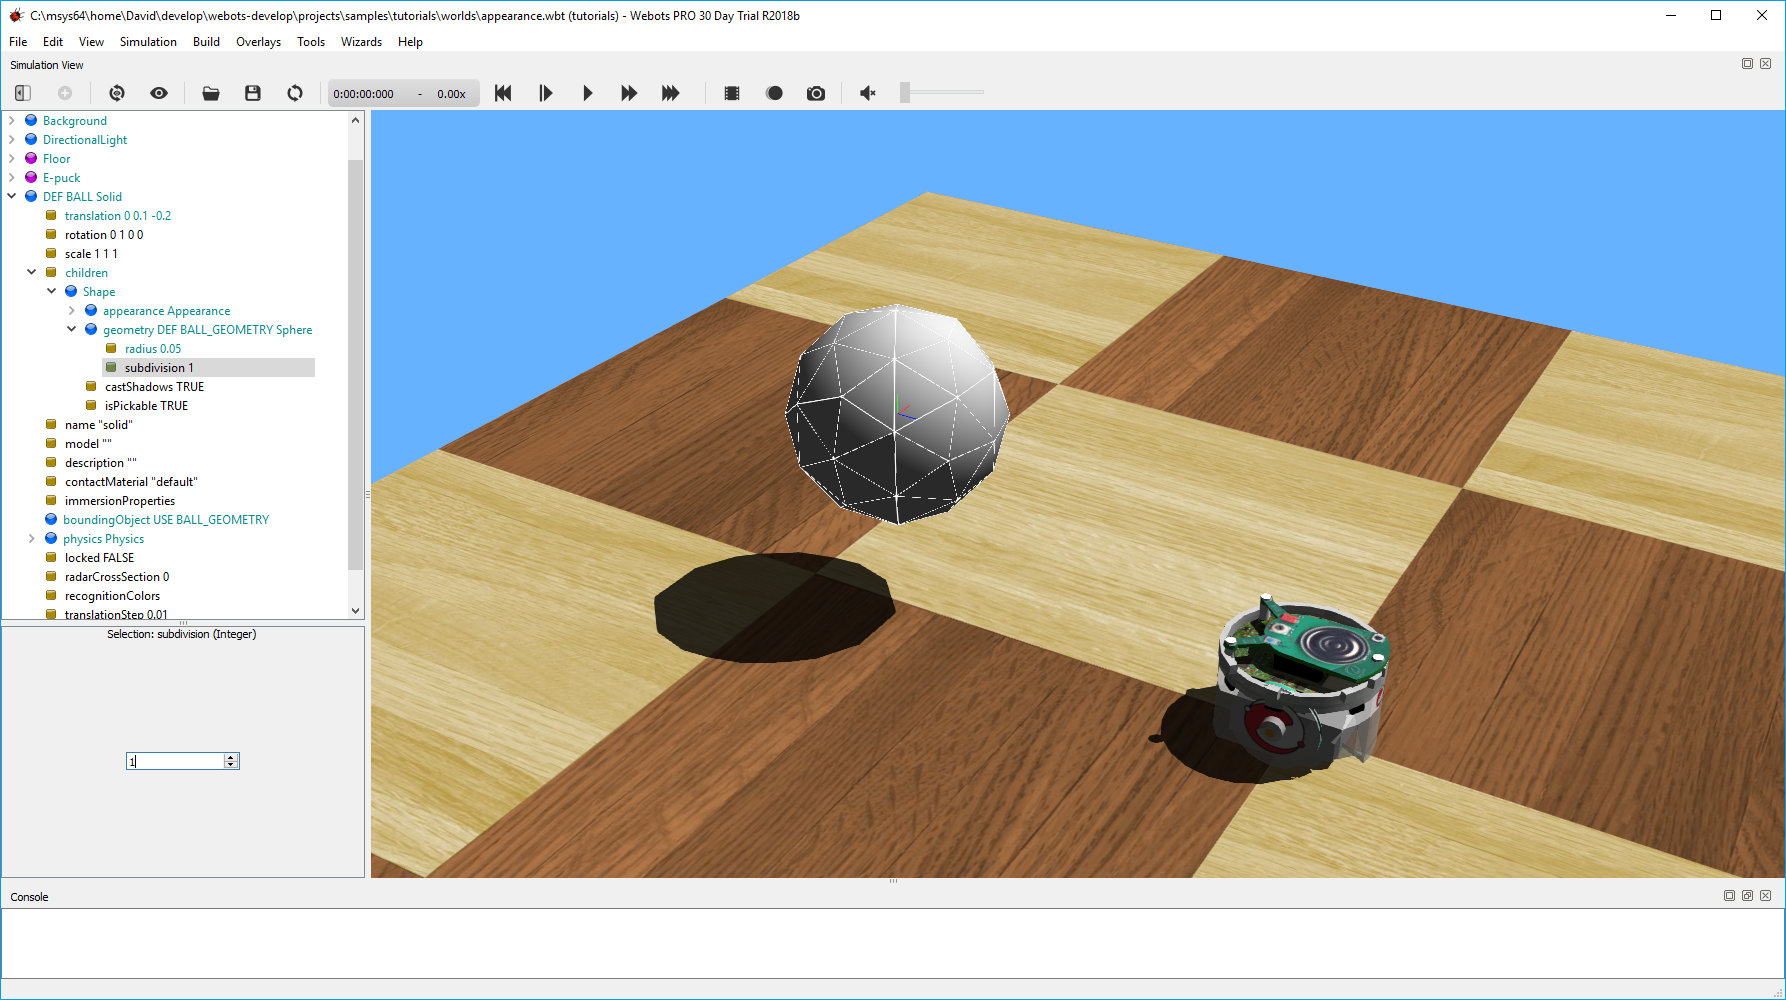 C:\msys64\home\David\develop\webots-develop\projects\samples\tutorials\worlds\appearance.wbt (tutorials) - Webots PRO 30 Day Trial R2018b
File Edit View Simulation Build Overlays Tools Wizards Help
Simulation View
0:00:00:000 - 0.00x
Background
DirectionalLight
Floor
E-puck
DEF BALL Solid
translation 0 0.1 -0.2
rotation 0 1 0 0
scale 1 1 1
children
Shape
appearance Appearance
geometry DEF BALL_GEOMETRY Sphere
radius 0.05
subdivision 1
castShadows TRUE
isPickable TRUE
name "solid"
model ""
description ""
contactMaterial "default"
immersionProperties
boundingObject USE BALL_GEOMETRY
physics Physics
locked FALSE
radarCrossSection 0
recognitionColors
translationStep 0.01
Selection: subdivision (Integer)
1
Console